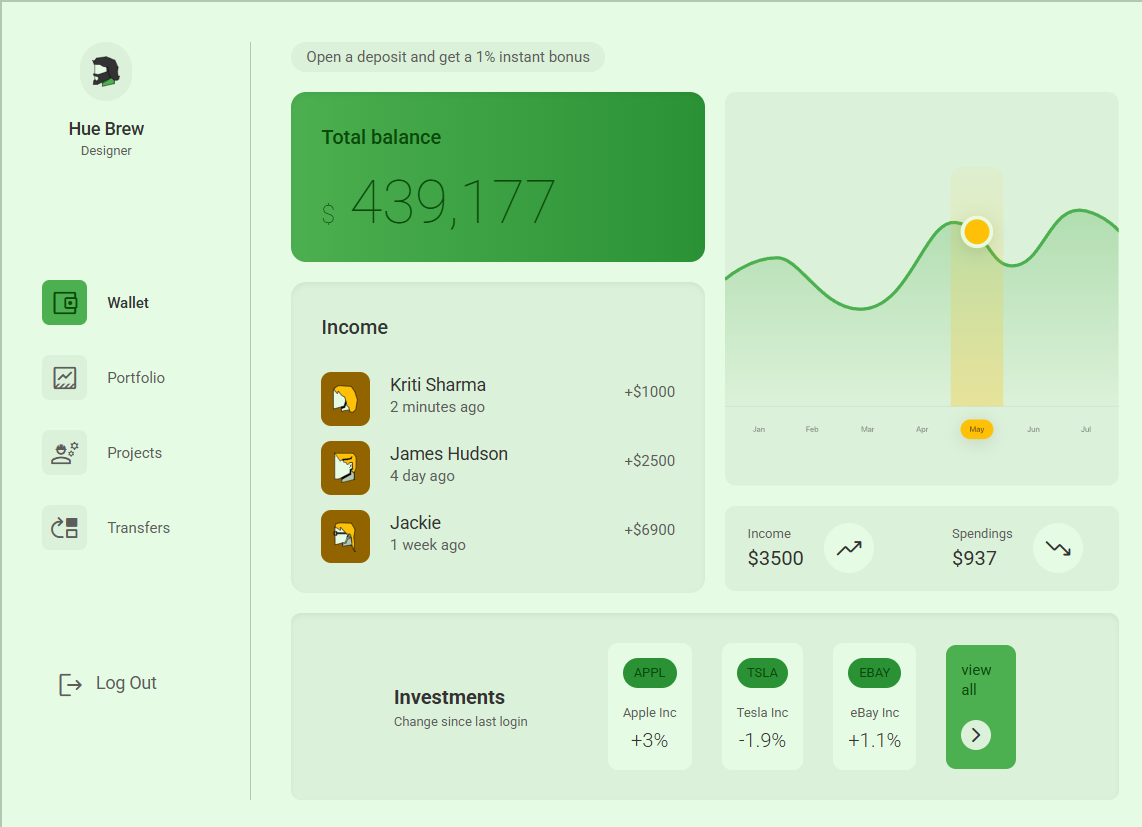 Hue Brew
Designer
Wallet
Portfolio
Projects
Transfers
Log Out
Open a deposit and get a 1% instant bonus
Total balance
$ 439,177
Income
Kriti Sharma
2 minutes ago
+$1000
James Hudson
4 day ago
+$2500
Jackie
1 week ago
+$6900
Jan Feb Mar Apr May Jun Jul
Income
$3500
Spendings
$937
Investments
Change since last login
APPL
Apple Inc
+3%
TSLA
Tesla Inc
-1.9%
EBAY
eBay Inc
+1.1%
view
all